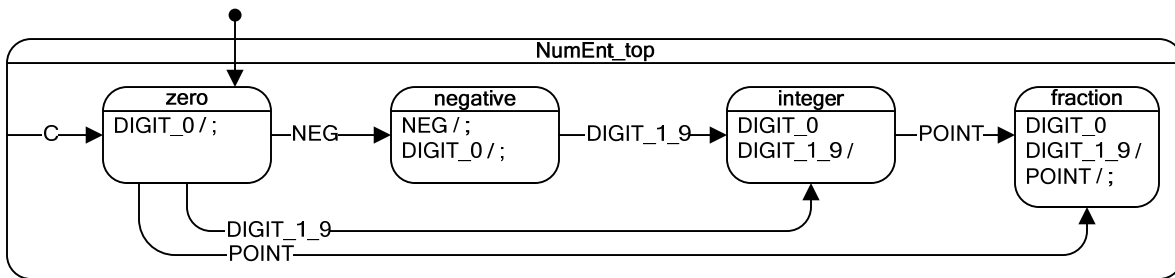 NumEnt_top
zero
DIGIT_0 / ;
negative
NEG / ;
DIGIT_0 / ;
integer
DIGIT_0
DIGIT_1_9 /
fraction
DIGIT_0
DIGIT_1_9 /
POINT / ;
C
NEG
DIGIT_1_9
POINT
DIGIT_1_9
POINT